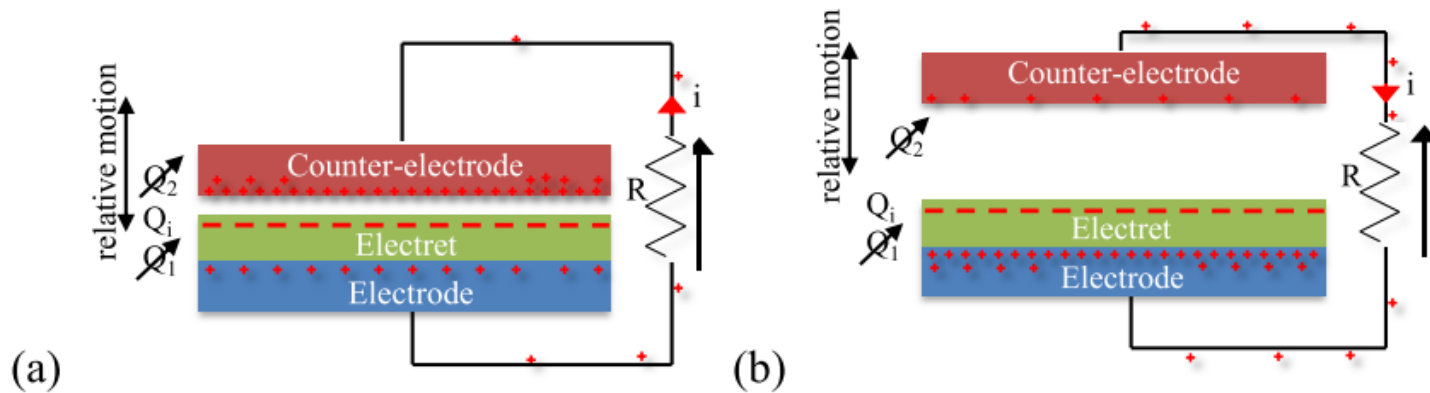 relative motion
Counter-electrode
Q2
Qi
Q1
Electret
Electrode
R
i
(a)
relative motion
Counter-electrode
Q2
Qi
Q1
Electret
Electrode
R
i
(b)